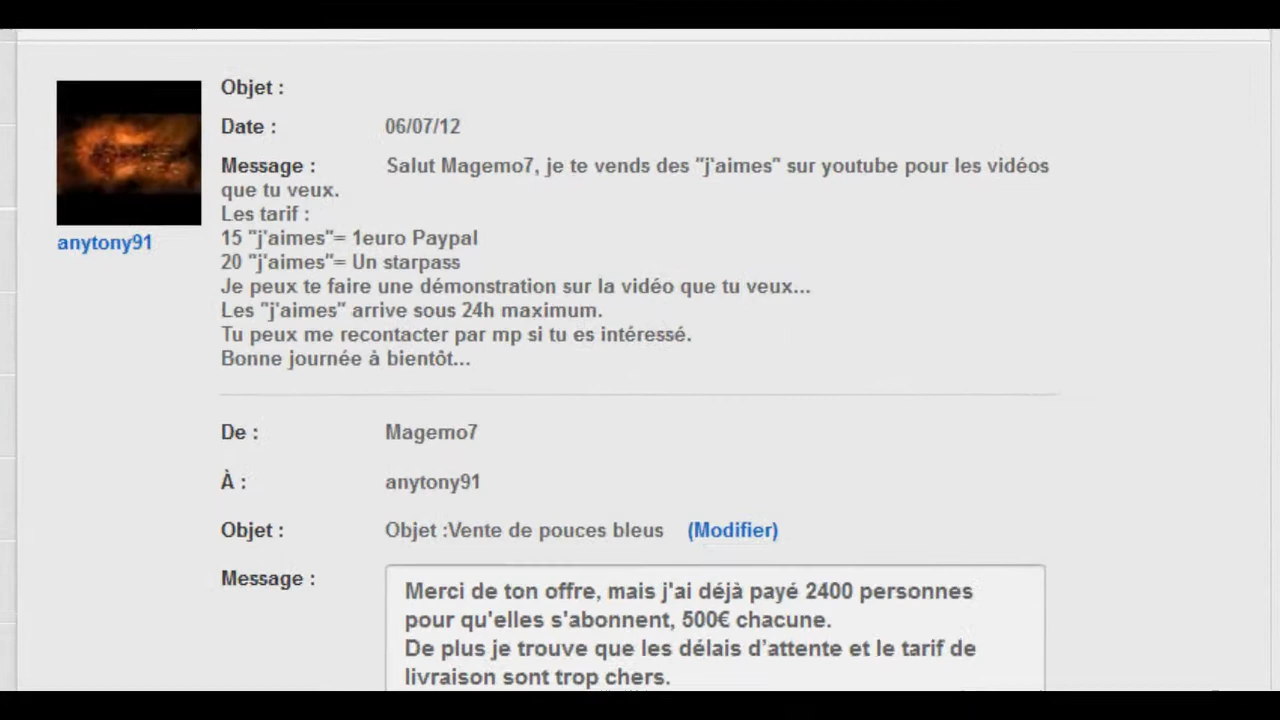 Objet :
Date : 06/07/12
Message : Salut Magemo7, je te vends des "j'aimes" sur youtube pour les vidéos
que tu veux.
Les tarif :
15 "j'aimes"= 1euro Paypal
anytony91
20 "j'aimes"= Un starpass
Je peux te faire une démonstration sur la vidéo que tu veux...
Les "j'aimes" arrive sous 24h maximum.
Tu peux me recontacter par mp si tu es intéressé.
Bonne journée à bientôt...
De : Magemo7
À : anytony91
Objet : Objet :Vente de pouces bleus (Modifier)
Message : Merci de ton offre, mais j'ai déjà payé 2400 personnes
pour qu'elles s'abonnent, 500€ chacune.
De plus je trouve que les délais d'attente et le tarif de
livraison sont trop chers.